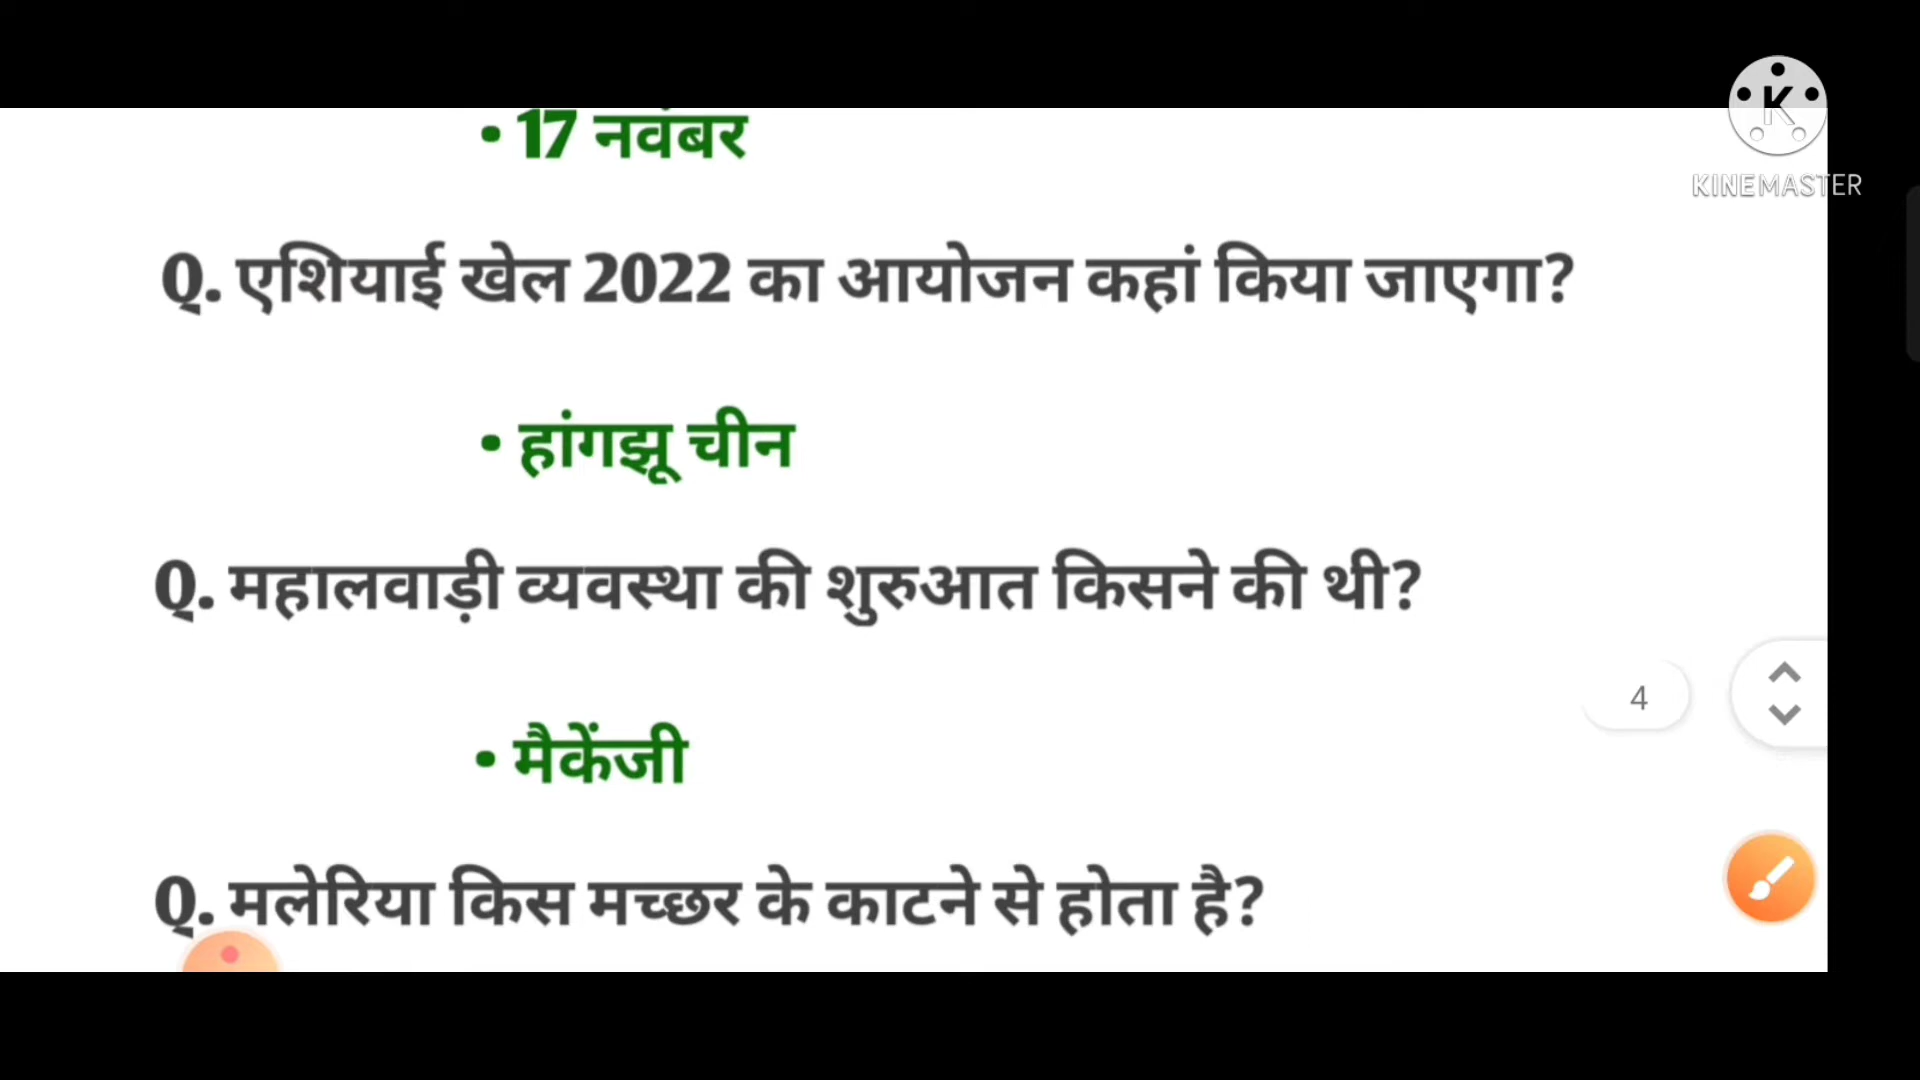 • 17 नवंबर
KINEMASTER
Q. एशियाई खेल 2022 का आयोजन कहां किया जाएगा?
• हांगझू चीन
Q. महालवाड़ी व्यवस्था की शुरुआत किसने की थी?
4
• मैकेंजी
Q. मलेरिया किस मच्छर के काटने से होता है?